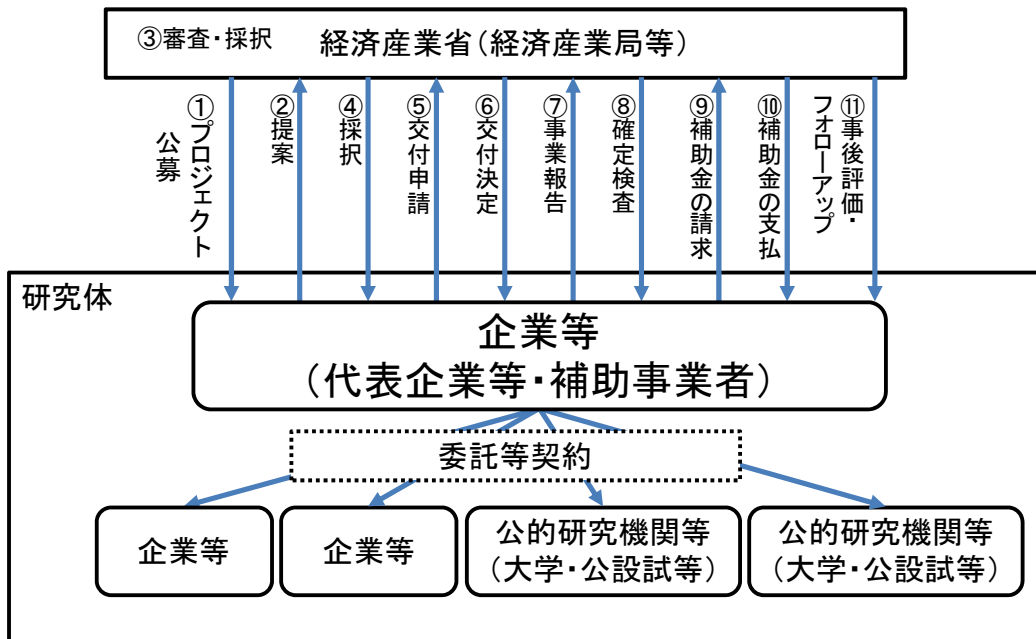 ③審査・採択
経済産業省(経済産業局等)
①プロジェクト
公募
②提案
④採択
⑤交付申請
⑥交付決定
⑦事業報告
⑧確定検査
⑨補助金の請求
⑩補助金の支払
⑪事後評価・
フォローアップ
研究体
企業等
(代表企業等・補助事業者)
委託等契約
企業等
企業等
公的研究機関等
(大学・公設試等)
公的研究機関等
(大学・公設試等)